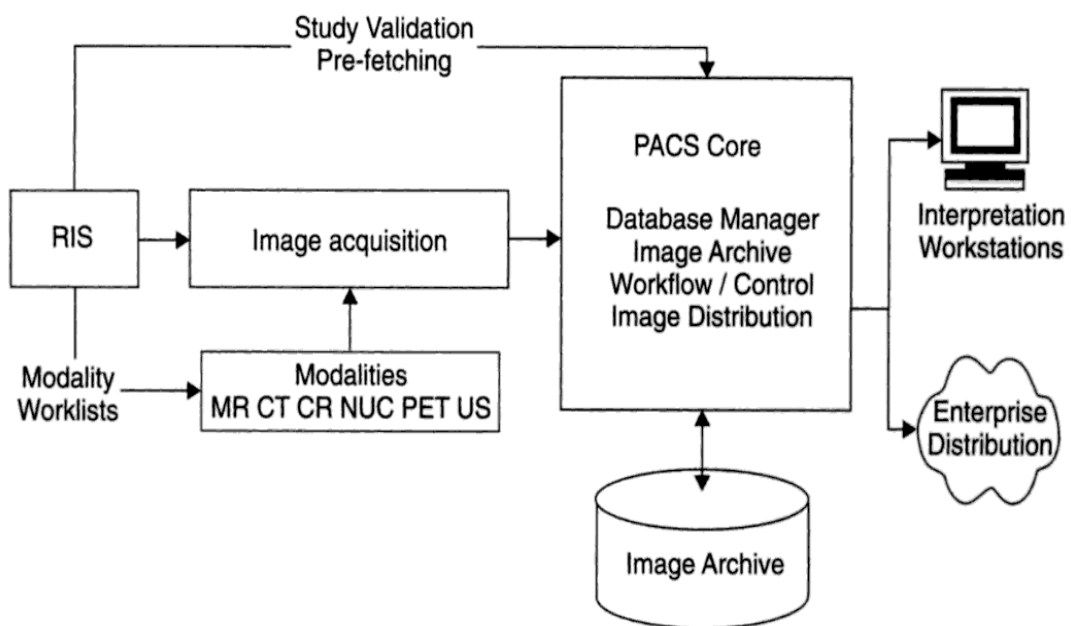 Study Validation
Pre-fetching
PACS Core
Database Manager
Image Archive
Workflow / Control
Image Distribution
RIS
Image acquisition
Modality
Worklists
Modalities
MR CT CR NUC PET US
Interpretation
Workstations
Enterprise
Distribution
Image Archive